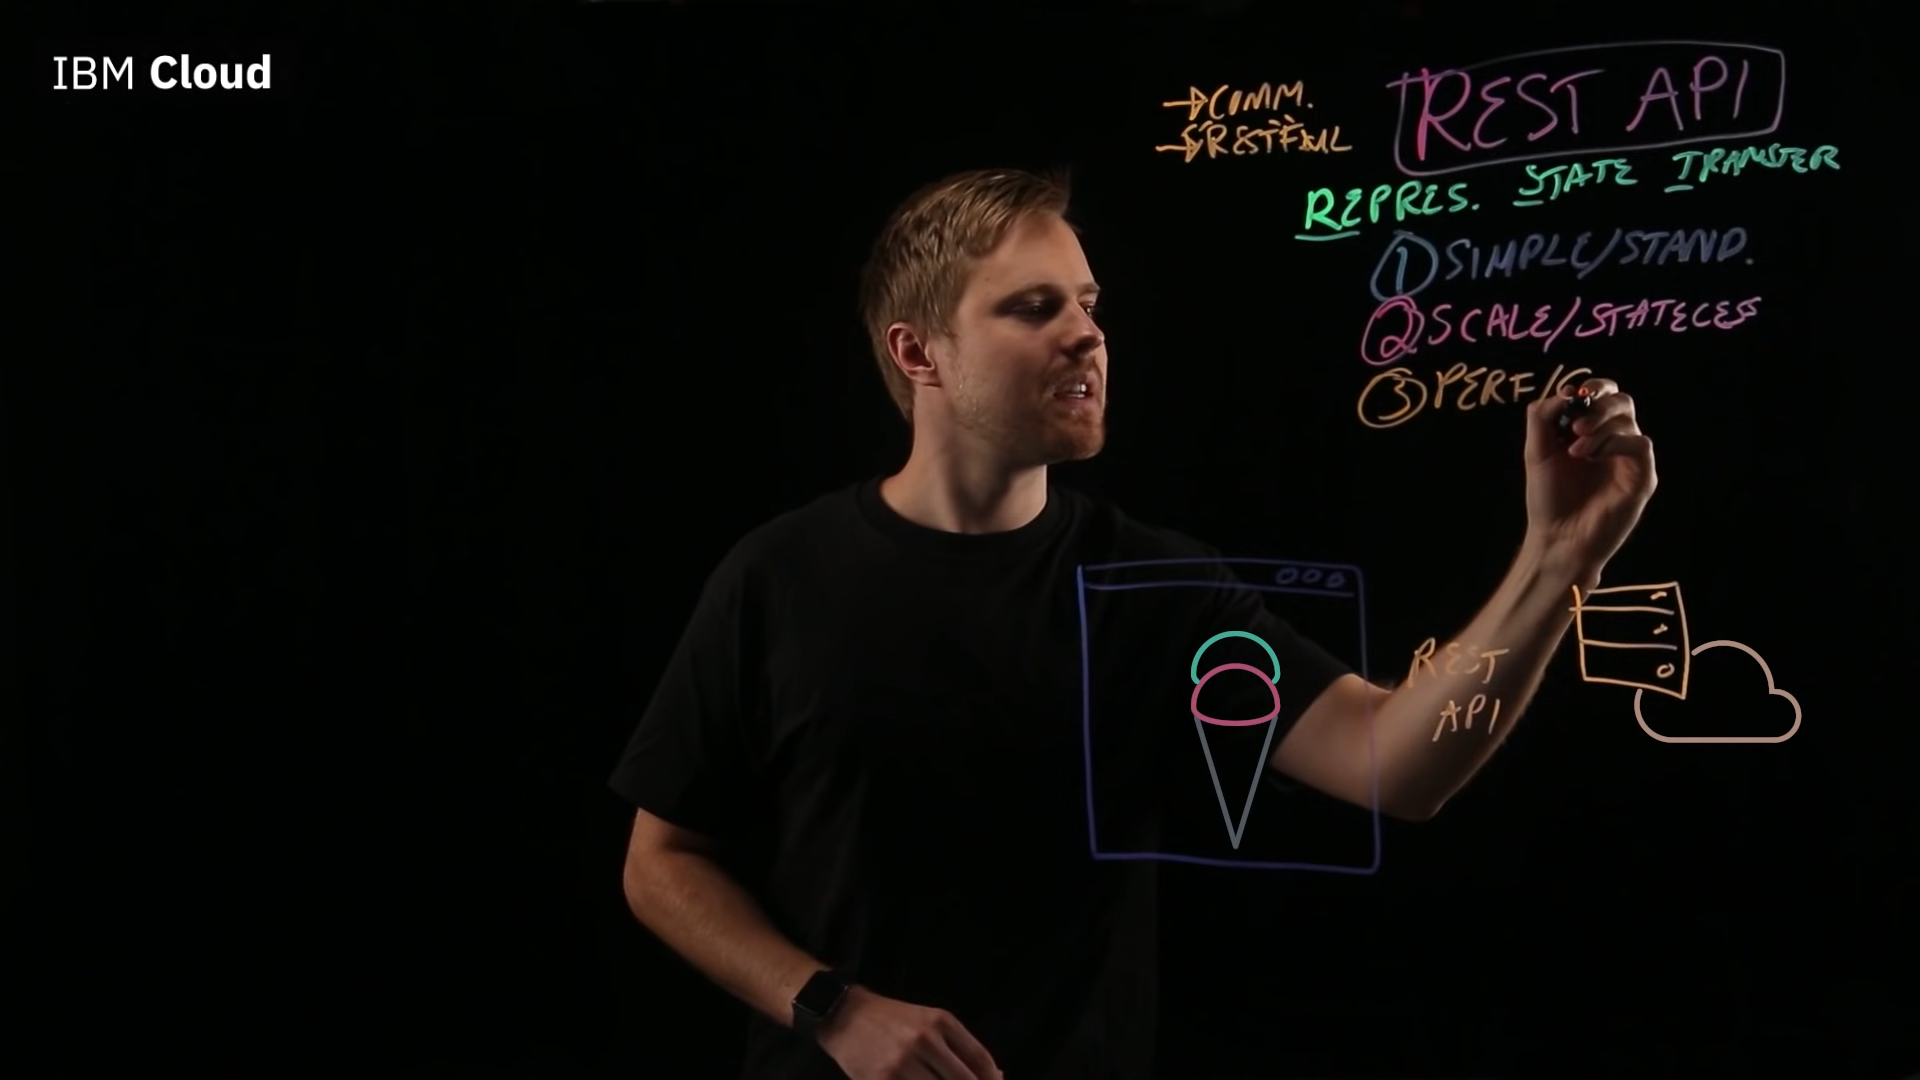 IBM Cloud
→ COMM.
→ "RESTFUL"
REST API
REPRES. STATE TRANSFER
① SIMPLE/STAND.
② SCALE/STATELESS
③ PERF/C
REST
API